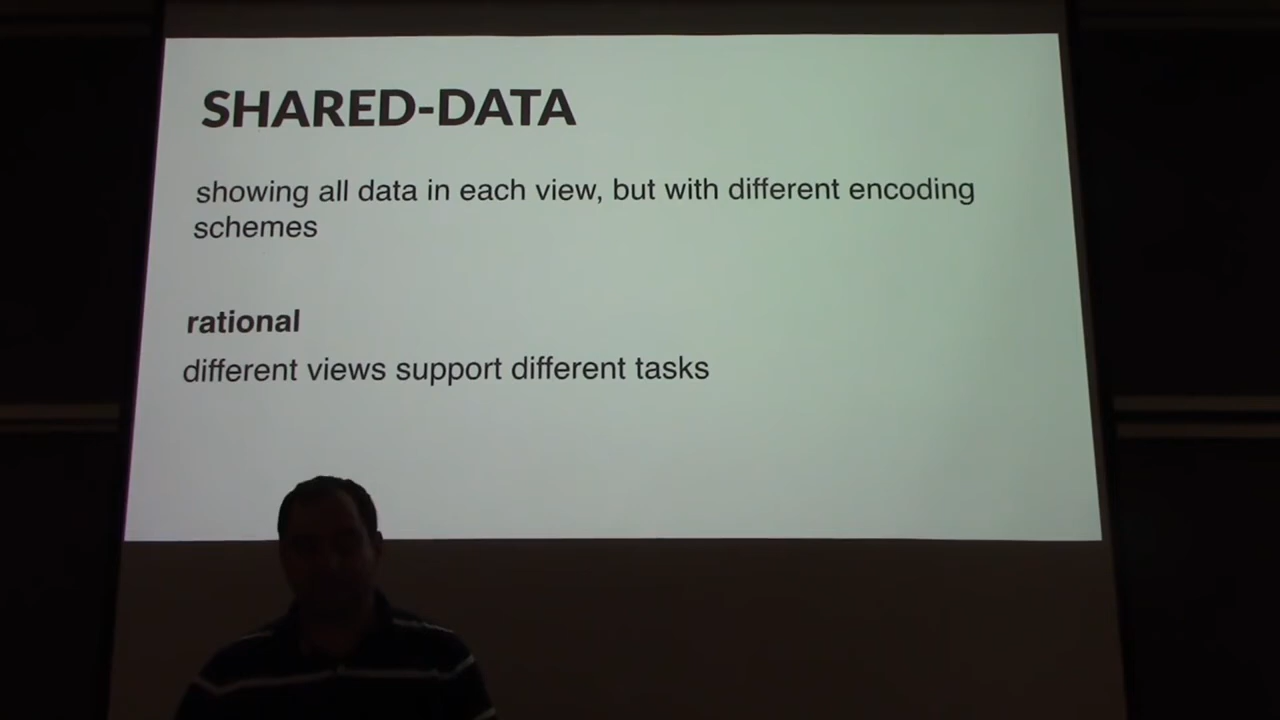 SHARED-DATA
showing all data in each view, but with different encoding
schemes
rational
different views support different tasks